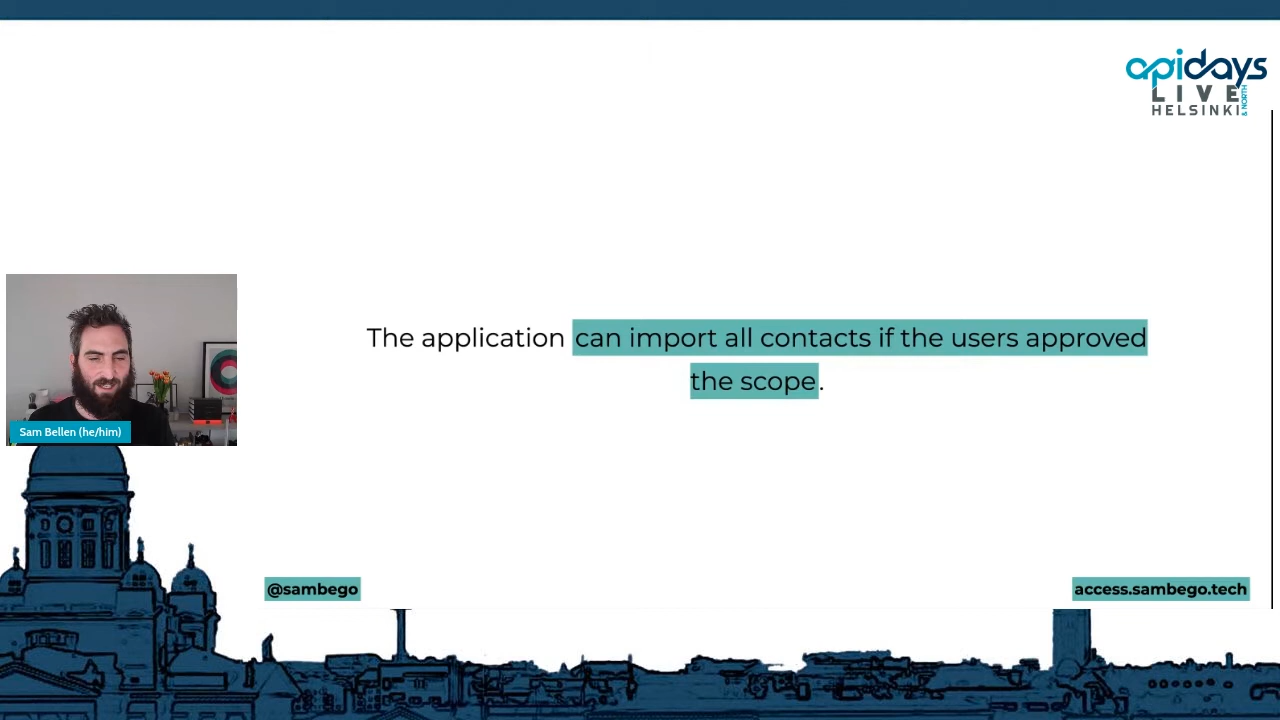 apidays
LIVE
HELSINKI
& NORTH
The application can import all contacts if the users approved
the scope.
Sam Bellen (he/him)
@sambego
access.sambego.tech